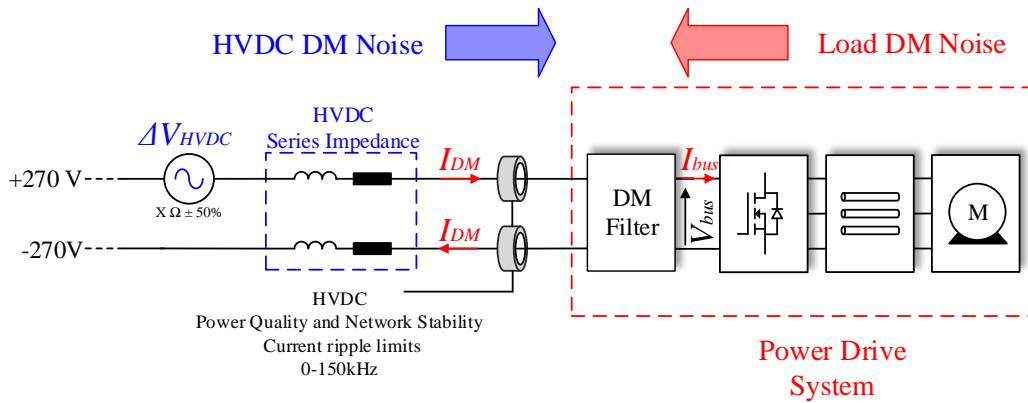 HVDC DM Noise
Load DM Noise
ΔVHVDC
HVDC
Series Impedance
IDM
Ibus
+270 V
X Ω ± 50%
DM
Filter
Vbus
M
IDM
-270V
HVDC
Power Quality and Network Stability
Current ripple limits
0-150kHz
Power Drive
System